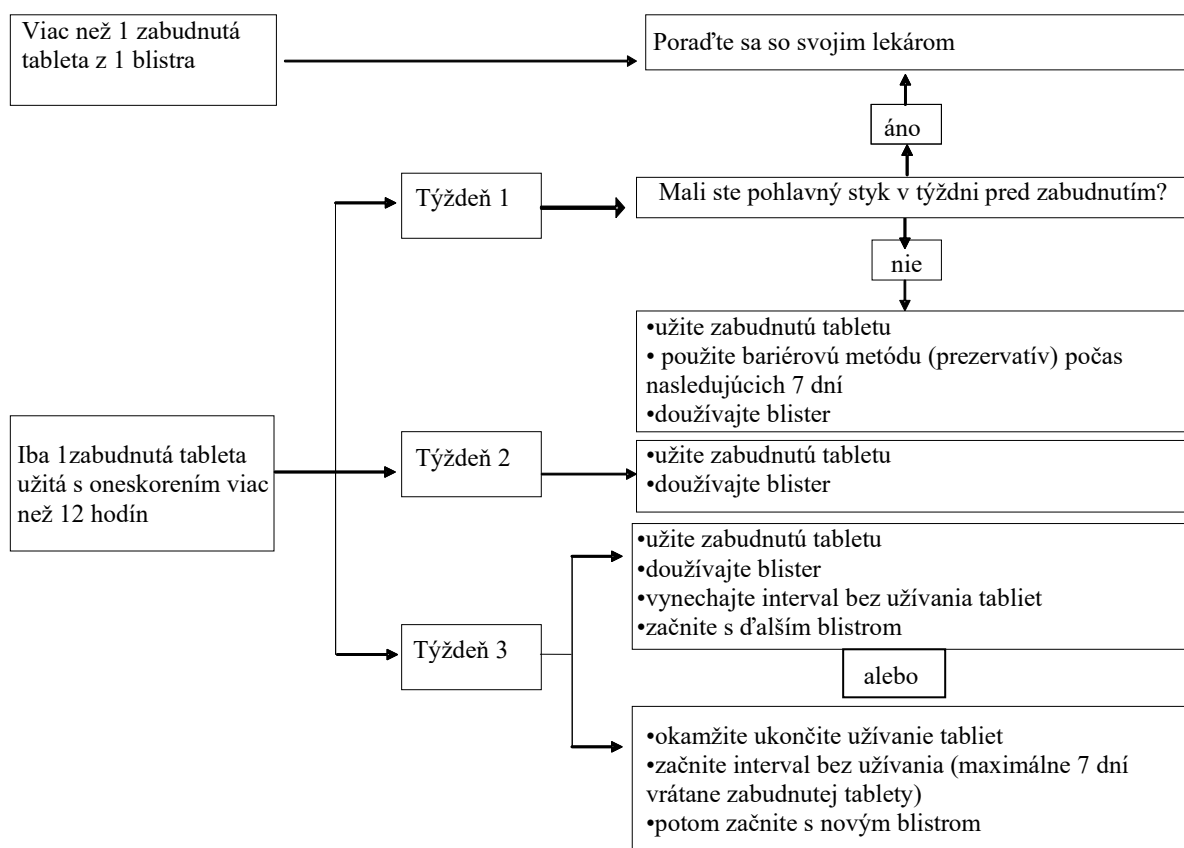 Viac než 1 zabudnutá
tableta z 1 blistra
Poraďte sa so svojim lekárom
áno
Týždeň 1
Mali ste pohlavný styk v týždni pred zabudnutím?
nie
•užite zabudnutú tabletu
• použite bariérovú metódu (prezervatív) počas
nasledujúcich 7 dní
•doužívajte blister
Iba 1zabudnutá tableta
užitá s oneskorením viac
než 12 hodín
Týždeň 2
•užite zabudnutú tabletu
•doužívajte blister
Týždeň 3
•užite zabudnutú tabletu
•doužívajte blister
•vynechajte interval bez užívania tabliet
•začnite s ďalším blistrom
alebo
•okamžite ukončite užívanie tabliet
•začnite interval bez užívania (maximálne 7 dní
vrátane zabudnutej tablety)
•potom začnite s novým blistrom